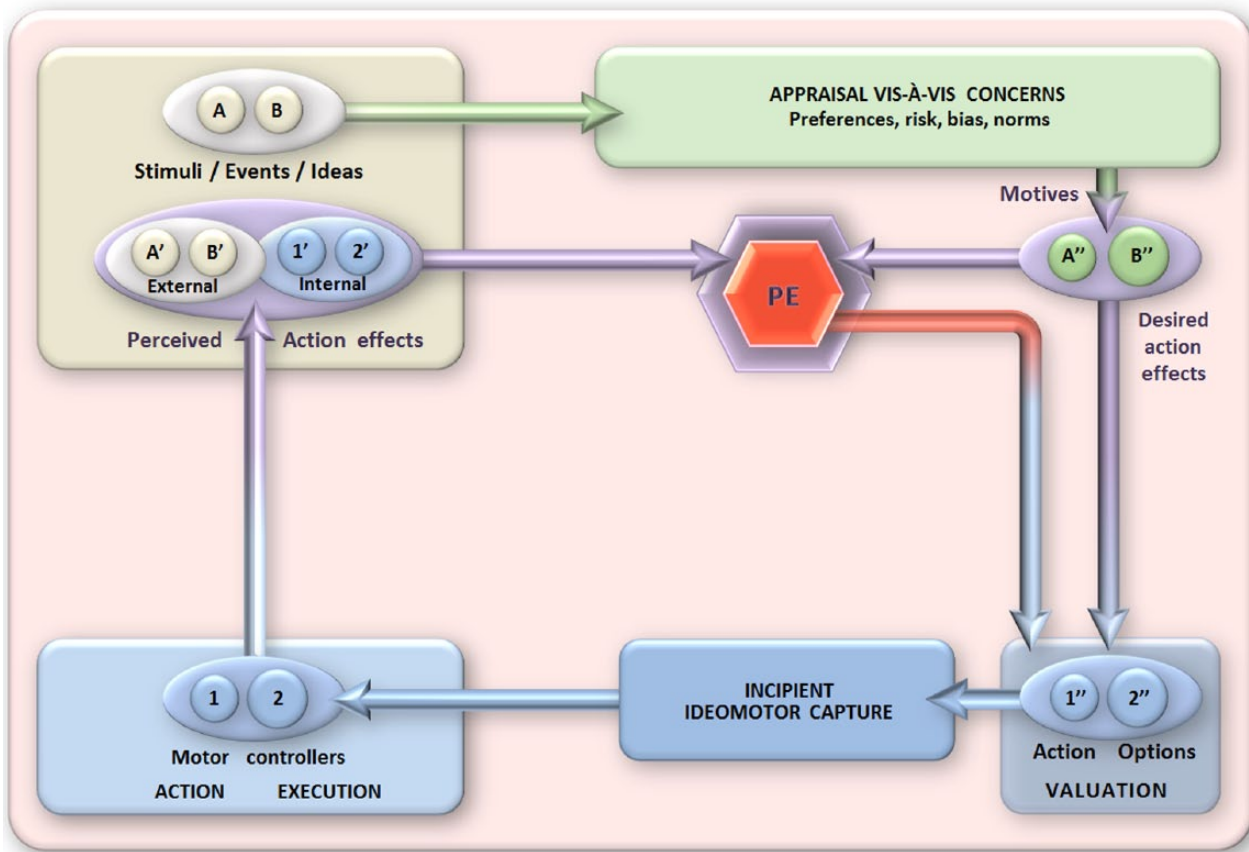 A B
Stimuli / Events / Ideas
APPRAISAL VIS-À-VIS CONCERNS
Preferences, risk, bias, norms
Motives
A' B' 1' 2'
External Internal
Perceived Action effects
PE
A'' B''
Desired
action
effects
1 2
Motor controllers
ACTION EXECUTION
INCIPIENT
IDEOMOTOR CAPTURE
1'' 2''
Action Options
VALUATION